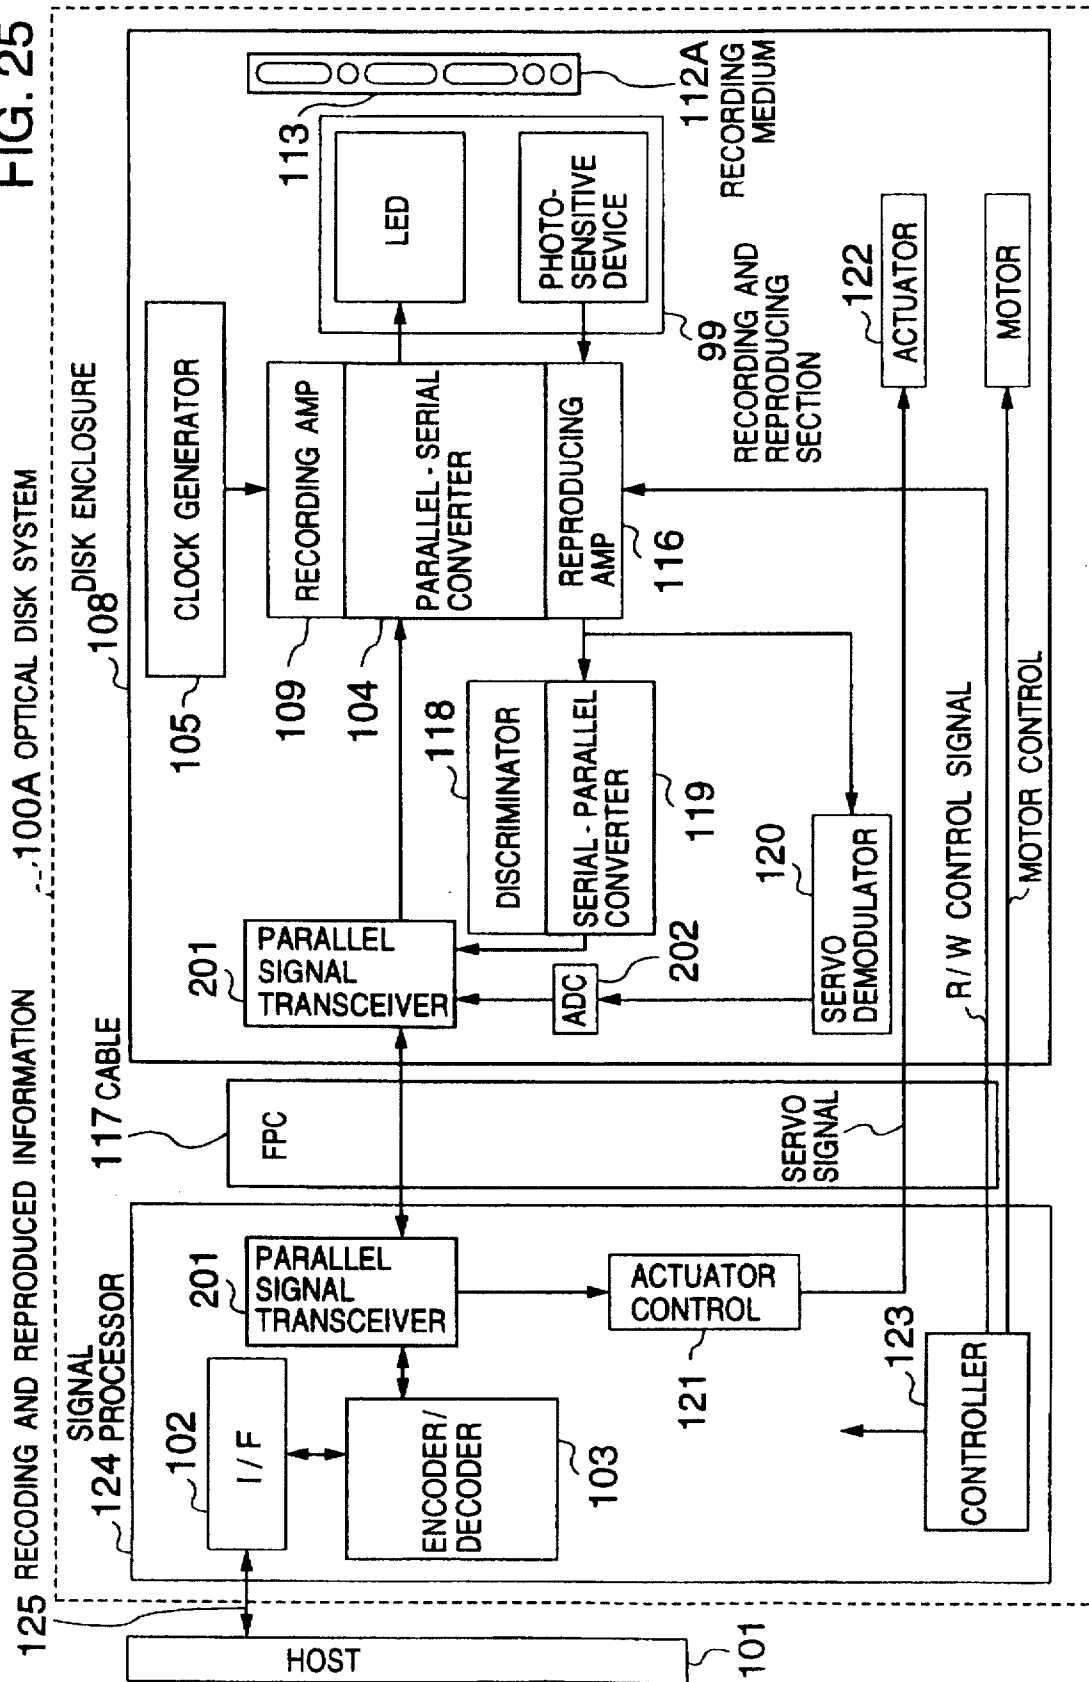 FIG. 25
125 RECODING AND REPRODUCED INFORMATION
100A OPTICAL DISK SYSTEM
HOST
101
SIGNAL
124 PROCESSOR
102
I/F
ENCODER/
DECODER
103
201
PARALLEL
SIGNAL
TRANSCEIVER
ACTUATOR
CONTROL
121
123
CONTROLLER
117 CABLE
FPC
SERVO
SIGNAL
108 DISK ENCLOSURE
105
CLOCK GENERATOR
201
PARALLEL
SIGNAL
TRANSCEIVER
109
RECORDING AMP
104
PARALLEL-SERIAL
CONVERTER
REPRODUCING
AMP
116
118
DISCRIMINATOR
SERIAL-PARALLEL
CONVERTER
119
ADC
202
120
SERVO
DEMODULATOR
113
LED
PHOTO-
SENSITIVE
DEVICE
99
RECORDING AND
REPRODUCING
SECTION
112A
RECORDING
MEDIUM
122
ACTUATOR
MOTOR
R/W CONTROL SIGNAL
MOTOR CONTROL